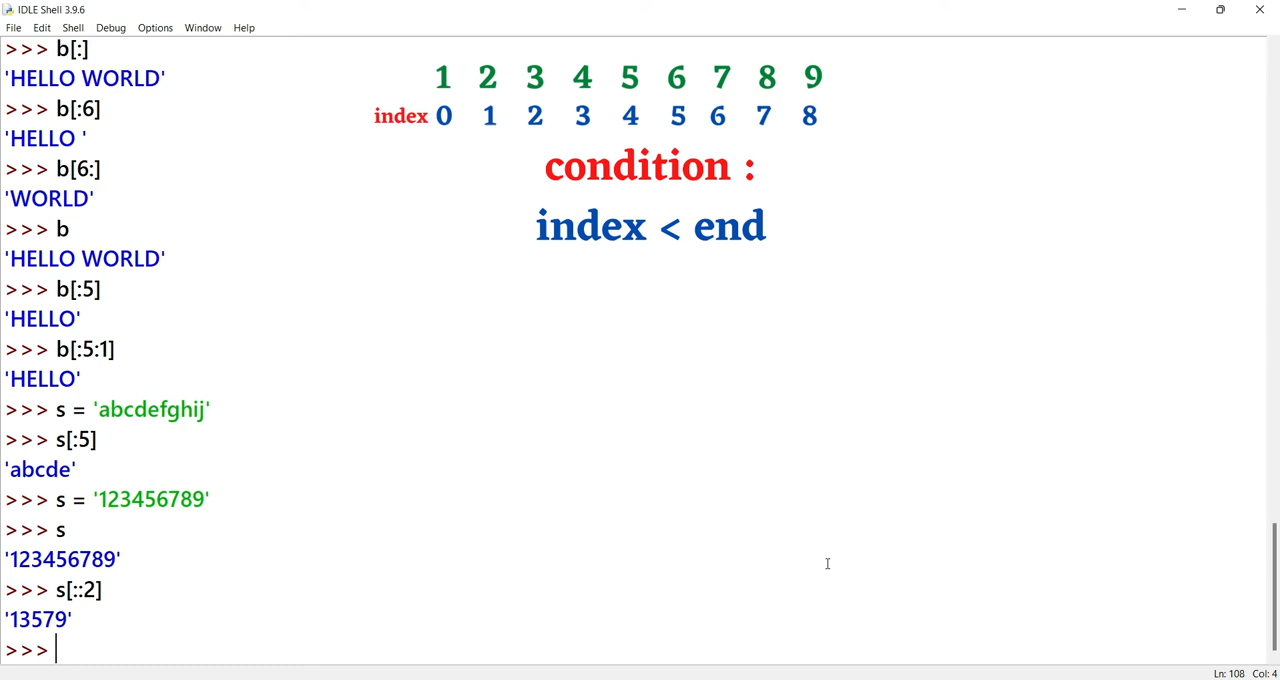 IDLE Shell 3.9.6
File Edit Shell Debug Options Window Help
>>> b[:]
'HELLO WORLD'
>>> b[:6]
'HELLO '
>>> b[6:]
'WORLD'
>>> b
'HELLO WORLD'
>>> b[:5]
'HELLO'
>>> b[:5:1]
'HELLO'
>>> s = 'abcdefghij'
>>> s[:5]
'abcde'
>>> s = '123456789'
>>> s
'123456789'
>>> s[::2]
'13579'
>>>
1 2 3 4 5 6 7 8 9
index 0 1 2 3 4 5 6 7 8
condition :
index < end
Ln: 108 Col: 4